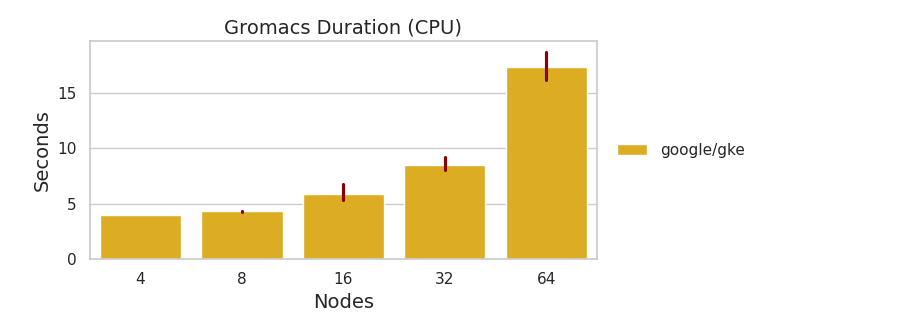 Gromacs Duration (CPU)
Seconds
15
10
5
0
4 8 16 32 64
Nodes
google/gke